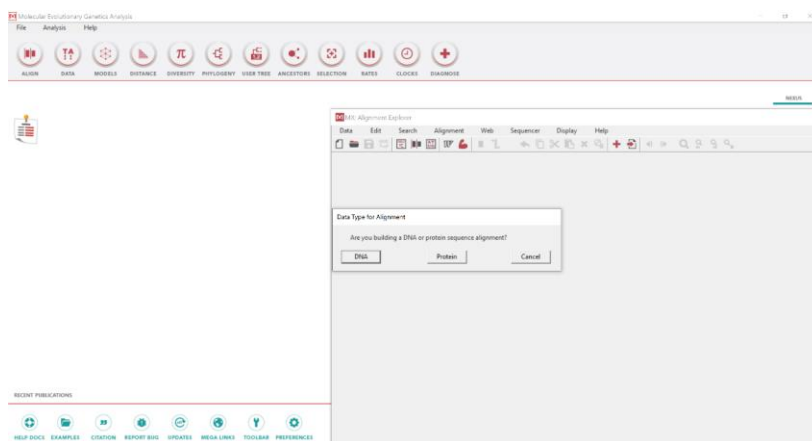 Molecular Evolutionary Genetics Analysis
File Analysis Help
ALIGN DATA MODELS DISTANCE DIVERSITY PHYLOGENY USER TREE ANCESTORS SELECTION RATES CLOCKS DIAGNOSE
NEXUS
MX: Alignment Explorer
Data Edit Search Alignment Web Sequencer Display Help
Data Type for Alignment
Are you building a DNA or protein sequence alignment?
DNA Protein Cancel
RECENT PUBLICATIONS
HELP DOCS EXAMPLES CITATION REPORT BUG UPDATES MEGA LINKS TOOLBAR PREFERENCES